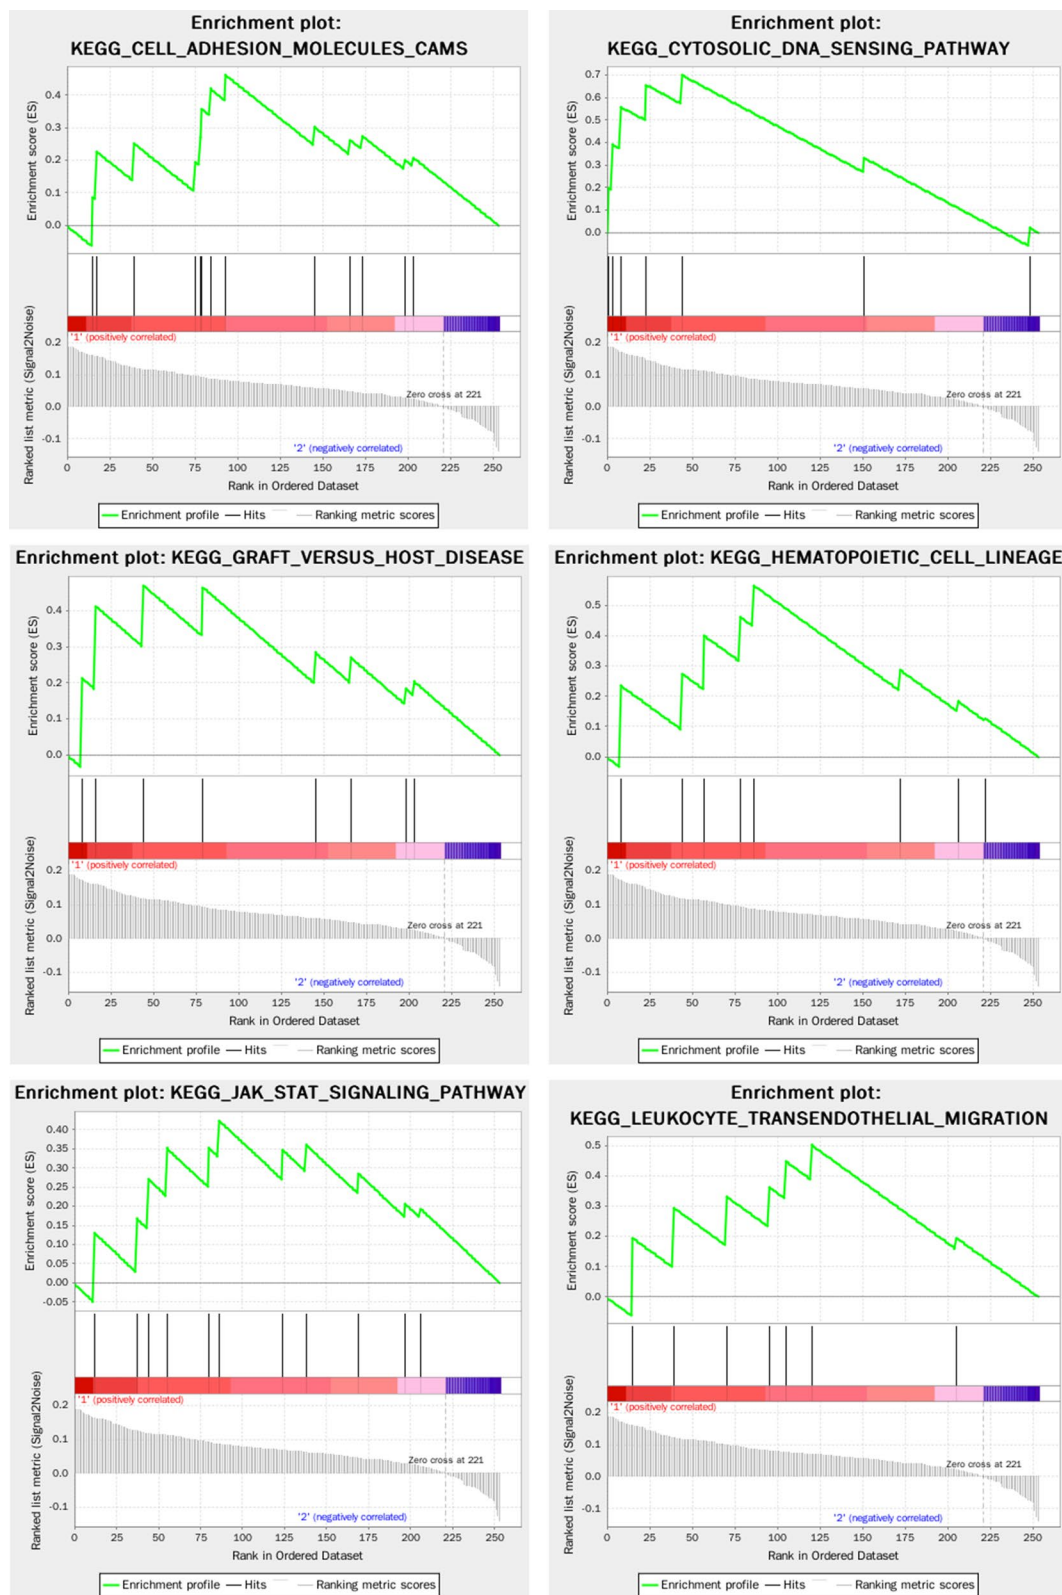 Enrichment plot:
KEGG_CELL_ADHESION_MOLECULES_CAMS
Enrichment score (ES)
0.4
0.3
0.2
0.1
0.0
'1' (positively correlated)
Ranked list metric (Signal2Noise)
0.2
0.1
0.0
-0.1
Zero cross at 221
'2' (negatively correlated)
0 25 50 75 100 125 150 175 200 225 250
Rank in Ordered Dataset
Enrichment profile Hits Ranking metric scores
Enrichment plot:
KEGG_CYTOSOLIC_DNA_SENSING_PATHWAY
Enrichment score (ES)
0.7
0.6
0.5
0.4
0.3
0.2
0.1
0.0
'1' (positively correlated)
Ranked list metric (Signal2Noise)
0.2
0.1
0.0
-0.1
Zero cross at 221
'2' (negatively correlated)
0 25 50 75 100 125 150 175 200 225 250
Rank in Ordered Dataset
Enrichment profile Hits Ranking metric scores
Enrichment plot: KEGG_GRAFT_VERSUS_HOST_DISEASE
Enrichment score (ES)
0.4
0.3
0.2
0.1
0.0
'1' (positively correlated)
Ranked list metric (Signal2Noise)
0.2
0.1
0.0
-0.1
Zero cross at 221
'2' (negatively correlated)
0 25 50 75 100 125 150 175 200 225 250
Rank in Ordered Dataset
Enrichment profile Hits Ranking metric scores
Enrichment plot: KEGG_HEMATOPOIETIC_CELL_LINEAGE
Enrichment score (ES)
0.5
0.4
0.3
0.2
0.1
0.0
'1' (positively correlated)
Ranked list metric (Signal2Noise)
0.2
0.1
0.0
-0.1
Zero cross at 221
'2' (negatively correlated)
0 25 50 75 100 125 150 175 200 225 250
Rank in Ordered Dataset
Enrichment profile Hits Ranking metric scores
Enrichment plot: KEGG_JAK_STAT_SIGNALING_PATHWAY
Enrichment score (ES)
0.40
0.35
0.30
0.25
0.20
0.15
0.10
0.05
0.00
-0.05
'1' (positively correlated)
Ranked list metric (Signal2Noise)
0.2
0.1
0.0
-0.1
Zero cross at 221
'2' (negatively correlated)
0 25 50 75 100 125 150 175 200 225 250
Rank in Ordered Dataset
Enrichment profile Hits Ranking metric scores
Enrichment plot:
KEGG_LEUKOCYTE_TRANSENDOTHELIAL_MIGRATION
Enrichment score (ES)
0.5
0.4
0.3
0.2
0.1
0.0
'1' (positively correlated)
Ranked list metric (Signal2Noise)
0.2
0.1
0.0
-0.1
Zero cross at 221
'2' (negatively correlated)
0 25 50 75 100 125 150 175 200 225 250
Rank in Ordered Dataset
Enrichment profile Hits Ranking metric scores